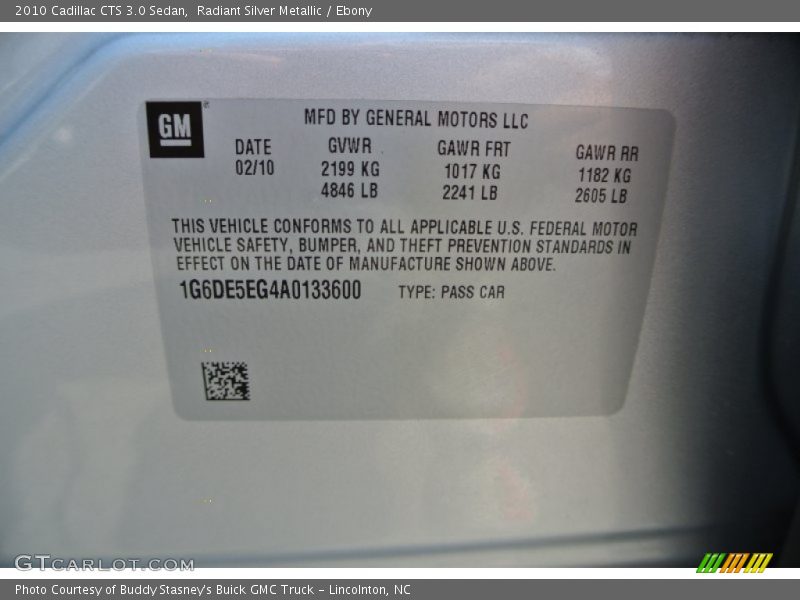 2010 Cadillac CTS 3.0 Sedan,  Radiant Silver Metallic / Ebony
GM
MFD BY GENERAL MOTORS LLC
DATE GVWR GAWR FRT GAWR RR
02/10 2199 KG 1017 KG 1182 KG
4846 LB 2241 LB 2605 LB
THIS VEHICLE CONFORMS TO ALL APPLICABLE U.S. FEDERAL MOTOR
VEHICLE SAFETY, BUMPER, AND THEFT PREVENTION STANDARDS IN
EFFECT ON THE DATE OF MANUFACTURE SHOWN ABOVE.
1G6DE5EG4A0133600 TYPE: PASS CAR
GTCARLOT.COM
Photo Courtesy of Buddy Stasney's Buick GMC Truck - Lincolnton, NC